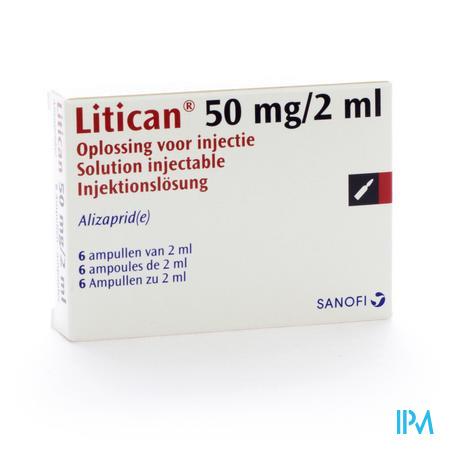 Litican® 50 mg/2 ml
Oplossing voor injectie
Solution injectable
Injektionslösung
Alizaprid(e)
6 ampullen van 2 ml
6 ampoules de 2 ml
6 Ampullen zu 2 ml
SANOFI
Litican 50 mg/2 ml
IPM